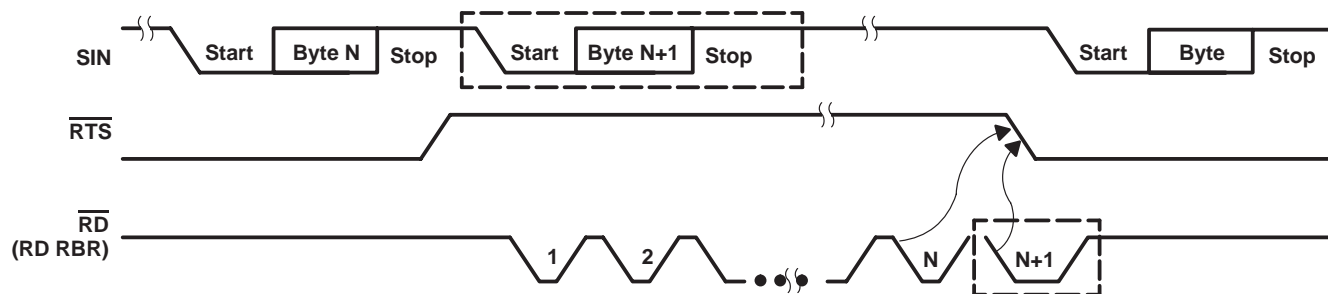 SIN
Start
Byte N
Stop
Start
Byte N+1
Stop
Start
Byte
Stop
RTS
RD
(RD RBR)
1
2
N
N+1